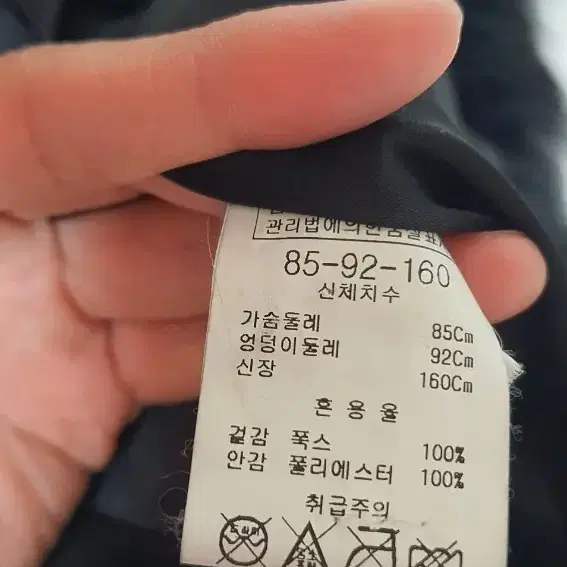 관리법에의한품질표
85-92-160
신체치수
가슴둘레 85Cm
엉덩이둘레 92Cm
신장 160Cm
혼 용 율
겉감 폭스 100%
안감 폴리에스터 100%
취급주의